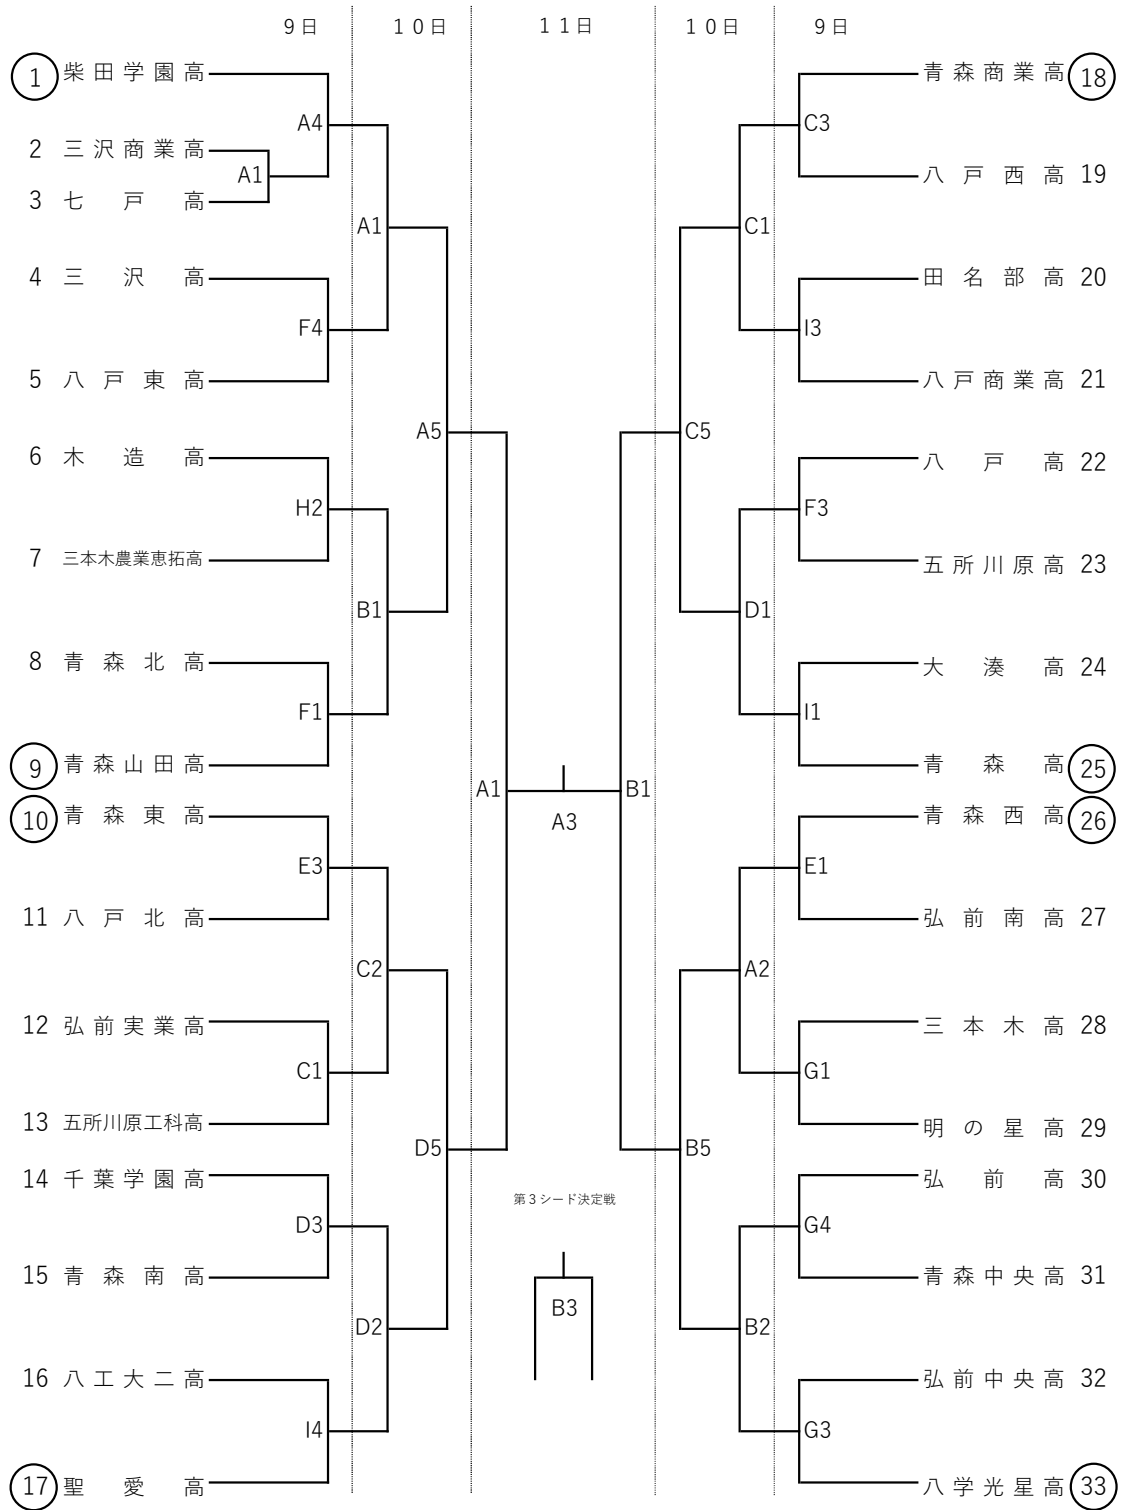 ９日 １０日 １１日 １０日 ９日
1 柴田学園高
A4
2 三沢商業高
A1
3 七戸高
A1
4 三沢高
F4
5 八戸東高
A5
6 木造高
H2
7 三本木農業恵拓高
B1
8 青森北高
F1
9 青森山田高
A1
10 青森東高
E3
11 八戸北高
C2
12 弘前実業高
C1
13 五所川原工科高
D5
14 千葉学園高
D3
15 青森南高
D2
16 八工大二高
I4
17 聖愛高
A3
第３シード決定戦
B3
青森商業高 18
C3
八戸西高 19
C1
田名部高 20
I3
八戸商業高 21
C5
八戸高 22
F3
五所川原高 23
D1
大湊高 24
I1
青森高 25
B1
青森西高 26
E1
弘前南高 27
A2
三本木高 28
G1
明の星高 29
B5
弘前高 30
G4
青森中央高 31
B2
弘前中央高 32
G3
八学光星高 33